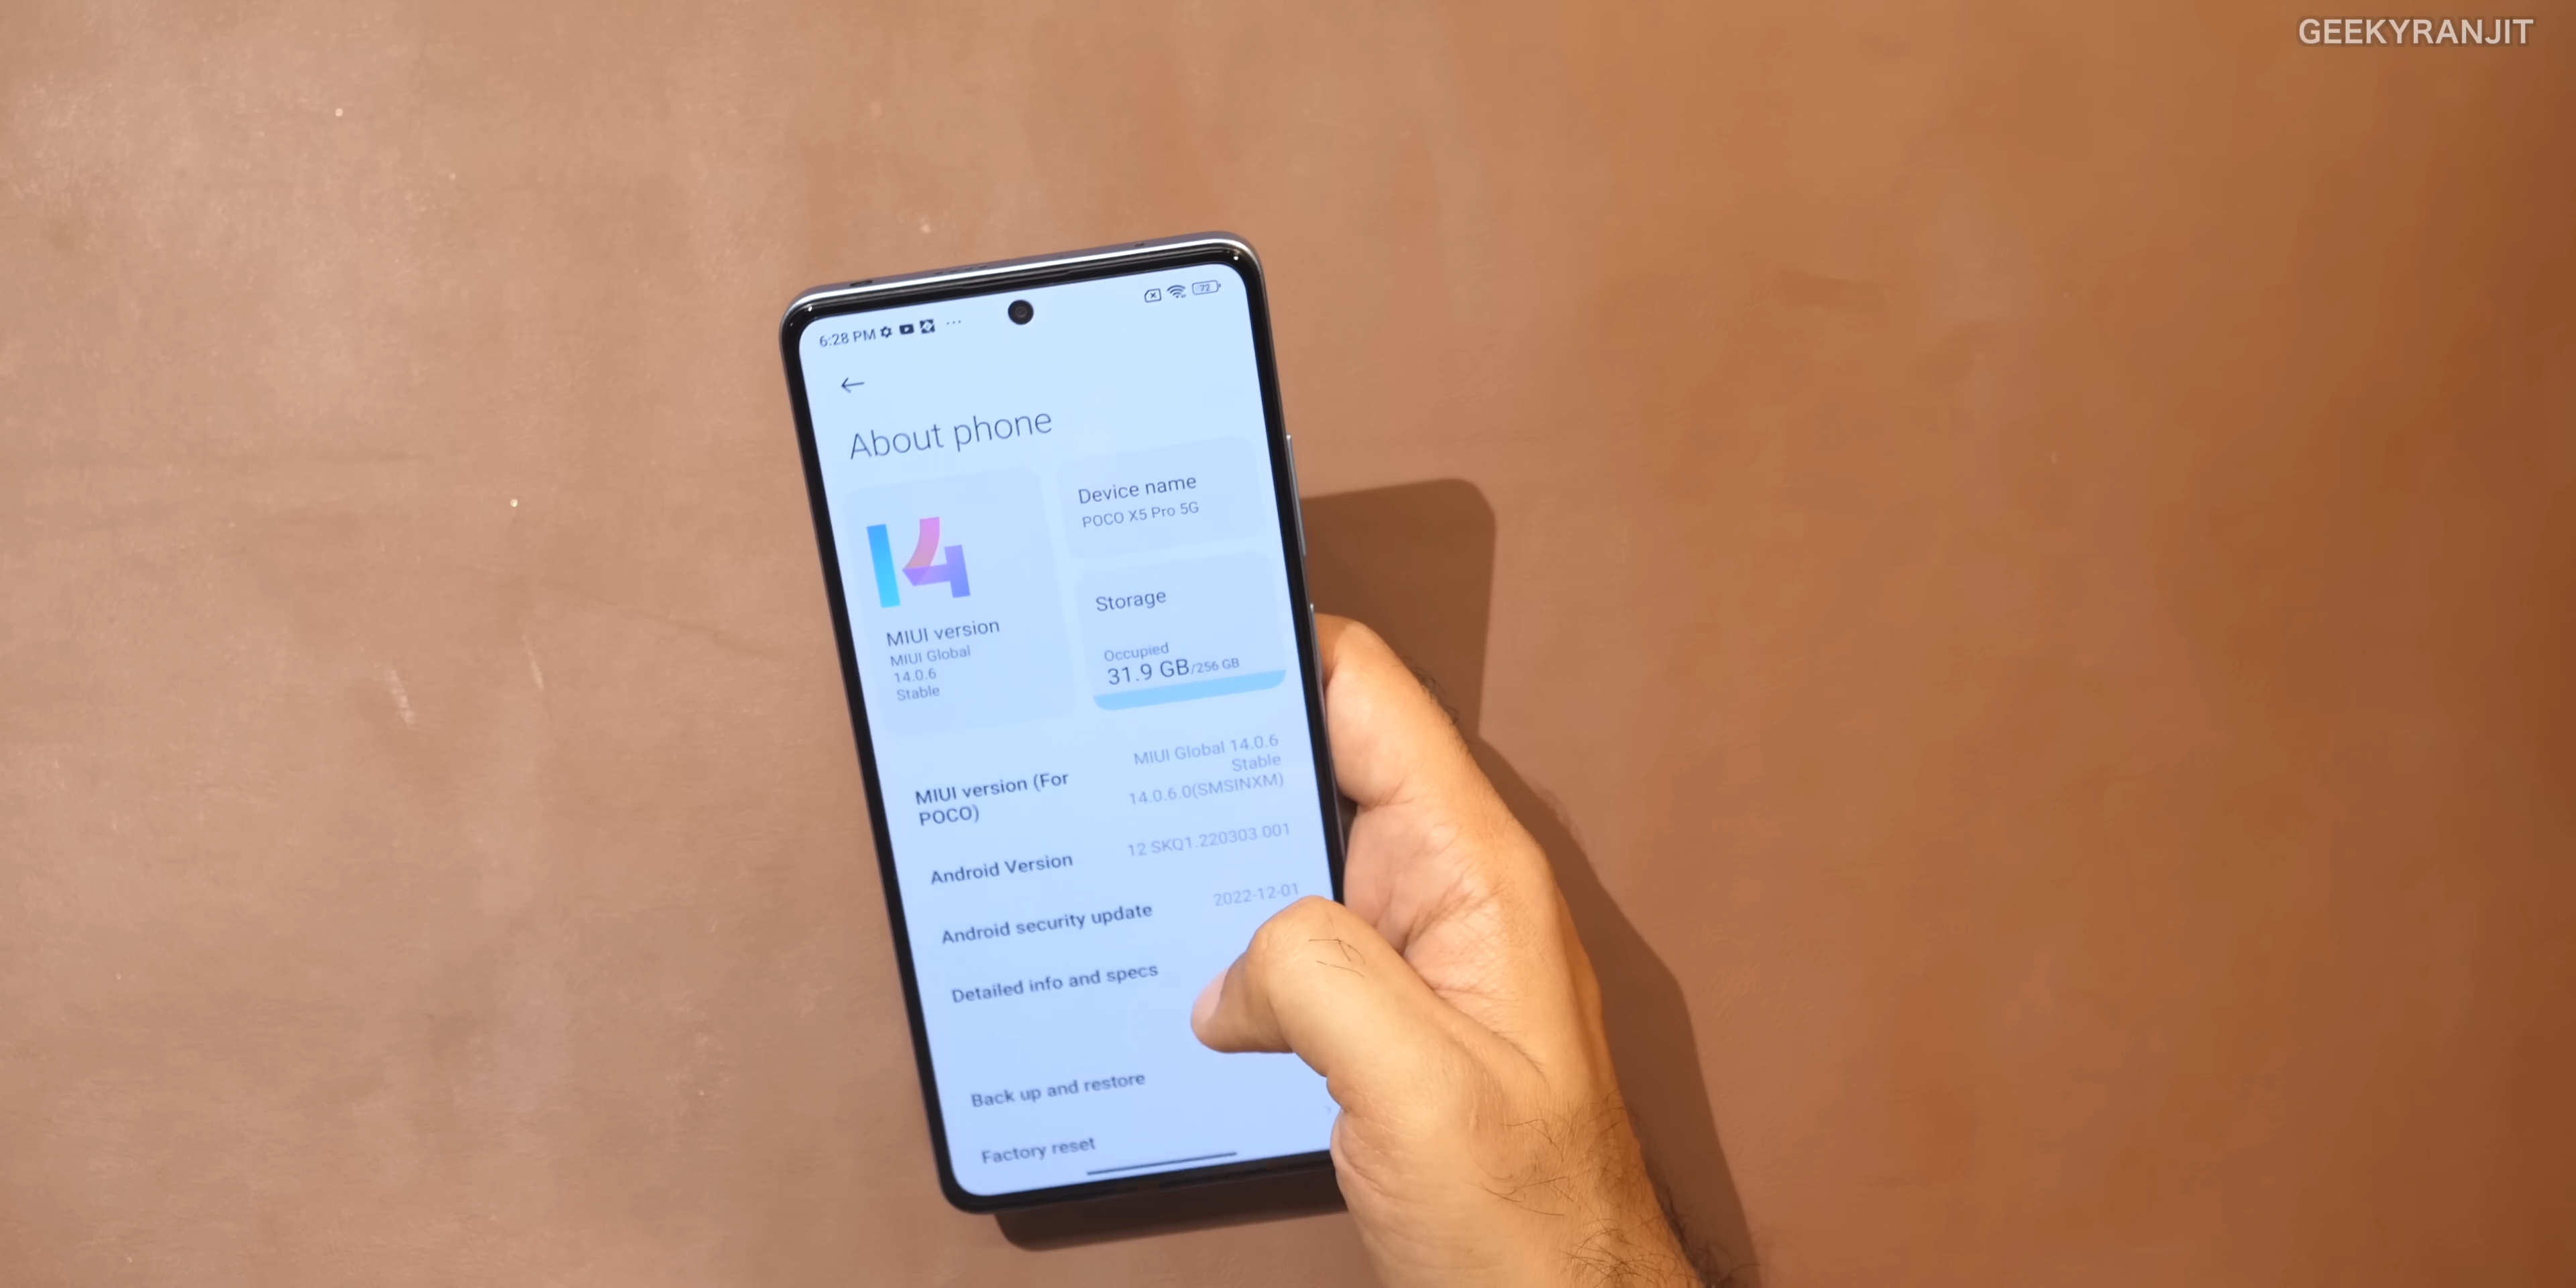 GEEKYRANJIT
6:28 PM
72
About phone
14
MIUI version
MIUI Global
14.0.6
Stable
Device name
POCO X5 Pro 5G
Storage
Occupied
31.9 GB/256 GB
MIUI version (For
POCO)
MIUI Global 14.0.6
Stable
14.0.6.0(SMSINXM)
Android Version
12 SKQ1.220303.001
Android security update
2022-12-01
Detailed info and specs
Back up and restore
Factory reset